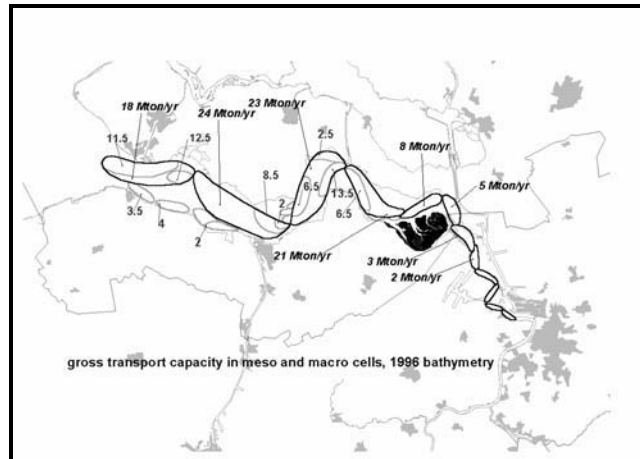 23 Mton/yr
18 Mton/yr
24 Mton/yr
2.5
11.5
12.5
8 Mton/yr
8.5
6.5
2
13.5
5 Mton/yr
3.5
4
2
6.5
21 Mton/yr
3 Mton/yr
2 Mton/yr
gross transport capacity in meso and macro cells, 1996 bathymetry